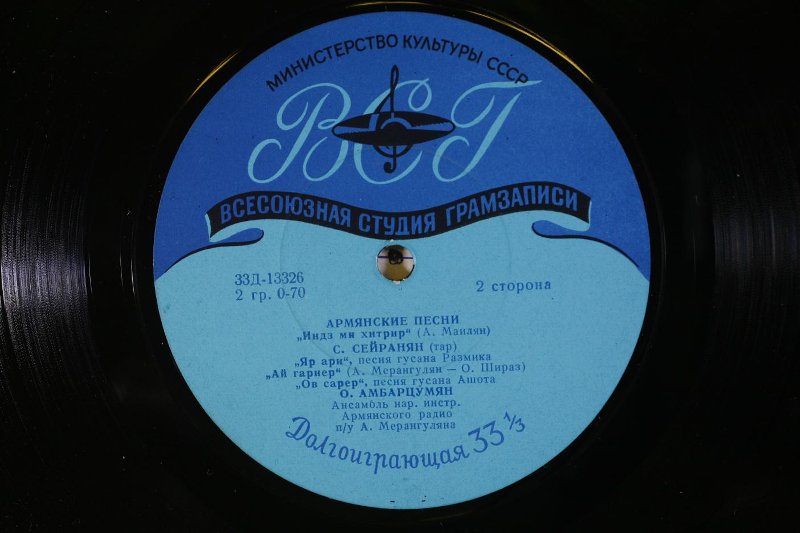 МИНИСТЕРСТВО КУЛЬТУРЫ СССР
ВСГ
ВСЕСОЮЗНАЯ СТУДИЯ ГРАМЗАПИСИ
33Д-13326
2 гр. 0-70
2 сторона
АРМЯНСКИЕ ПЕСНИ
„Индз ми хитрир“ (А. Маилян)
С. СЕЙРАНЯН (тар)
„Яр ари“, песня гусана Размика
„Ай гарнер“ (А. Мерангулян — О. Шираз)
„Ов сарер“, песня гусана Ашота
О. АМБАРЦУМЯН
Ансамбль нар. инстр.
Армянского радио
п/у А. Мерангуляна
Долгоиграющая 33 1/3